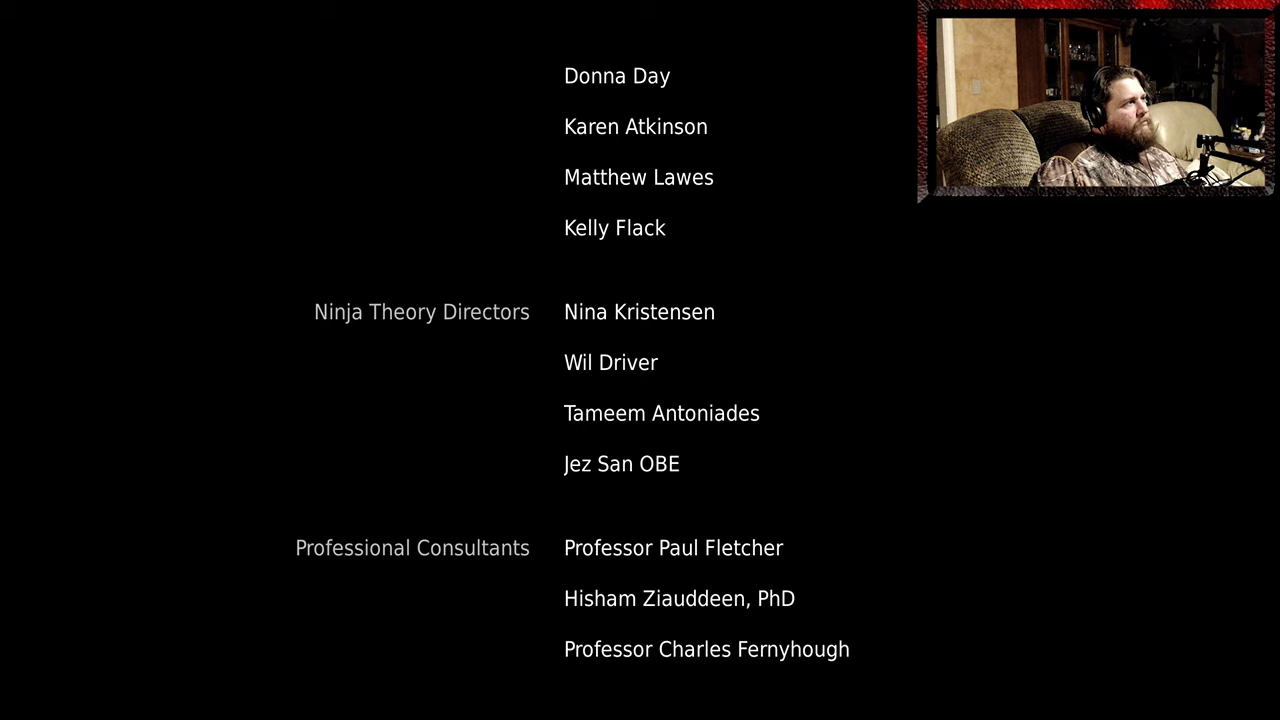 Donna Day
Karen Atkinson
Matthew Lawes
Kelly Flack
Ninja Theory Directors Nina Kristensen
Wil Driver
Tameem Antoniades
Jez San OBE
Professional Consultants Professor Paul Fletcher
Hisham Ziauddeen, PhD
Professor Charles Fernyhough